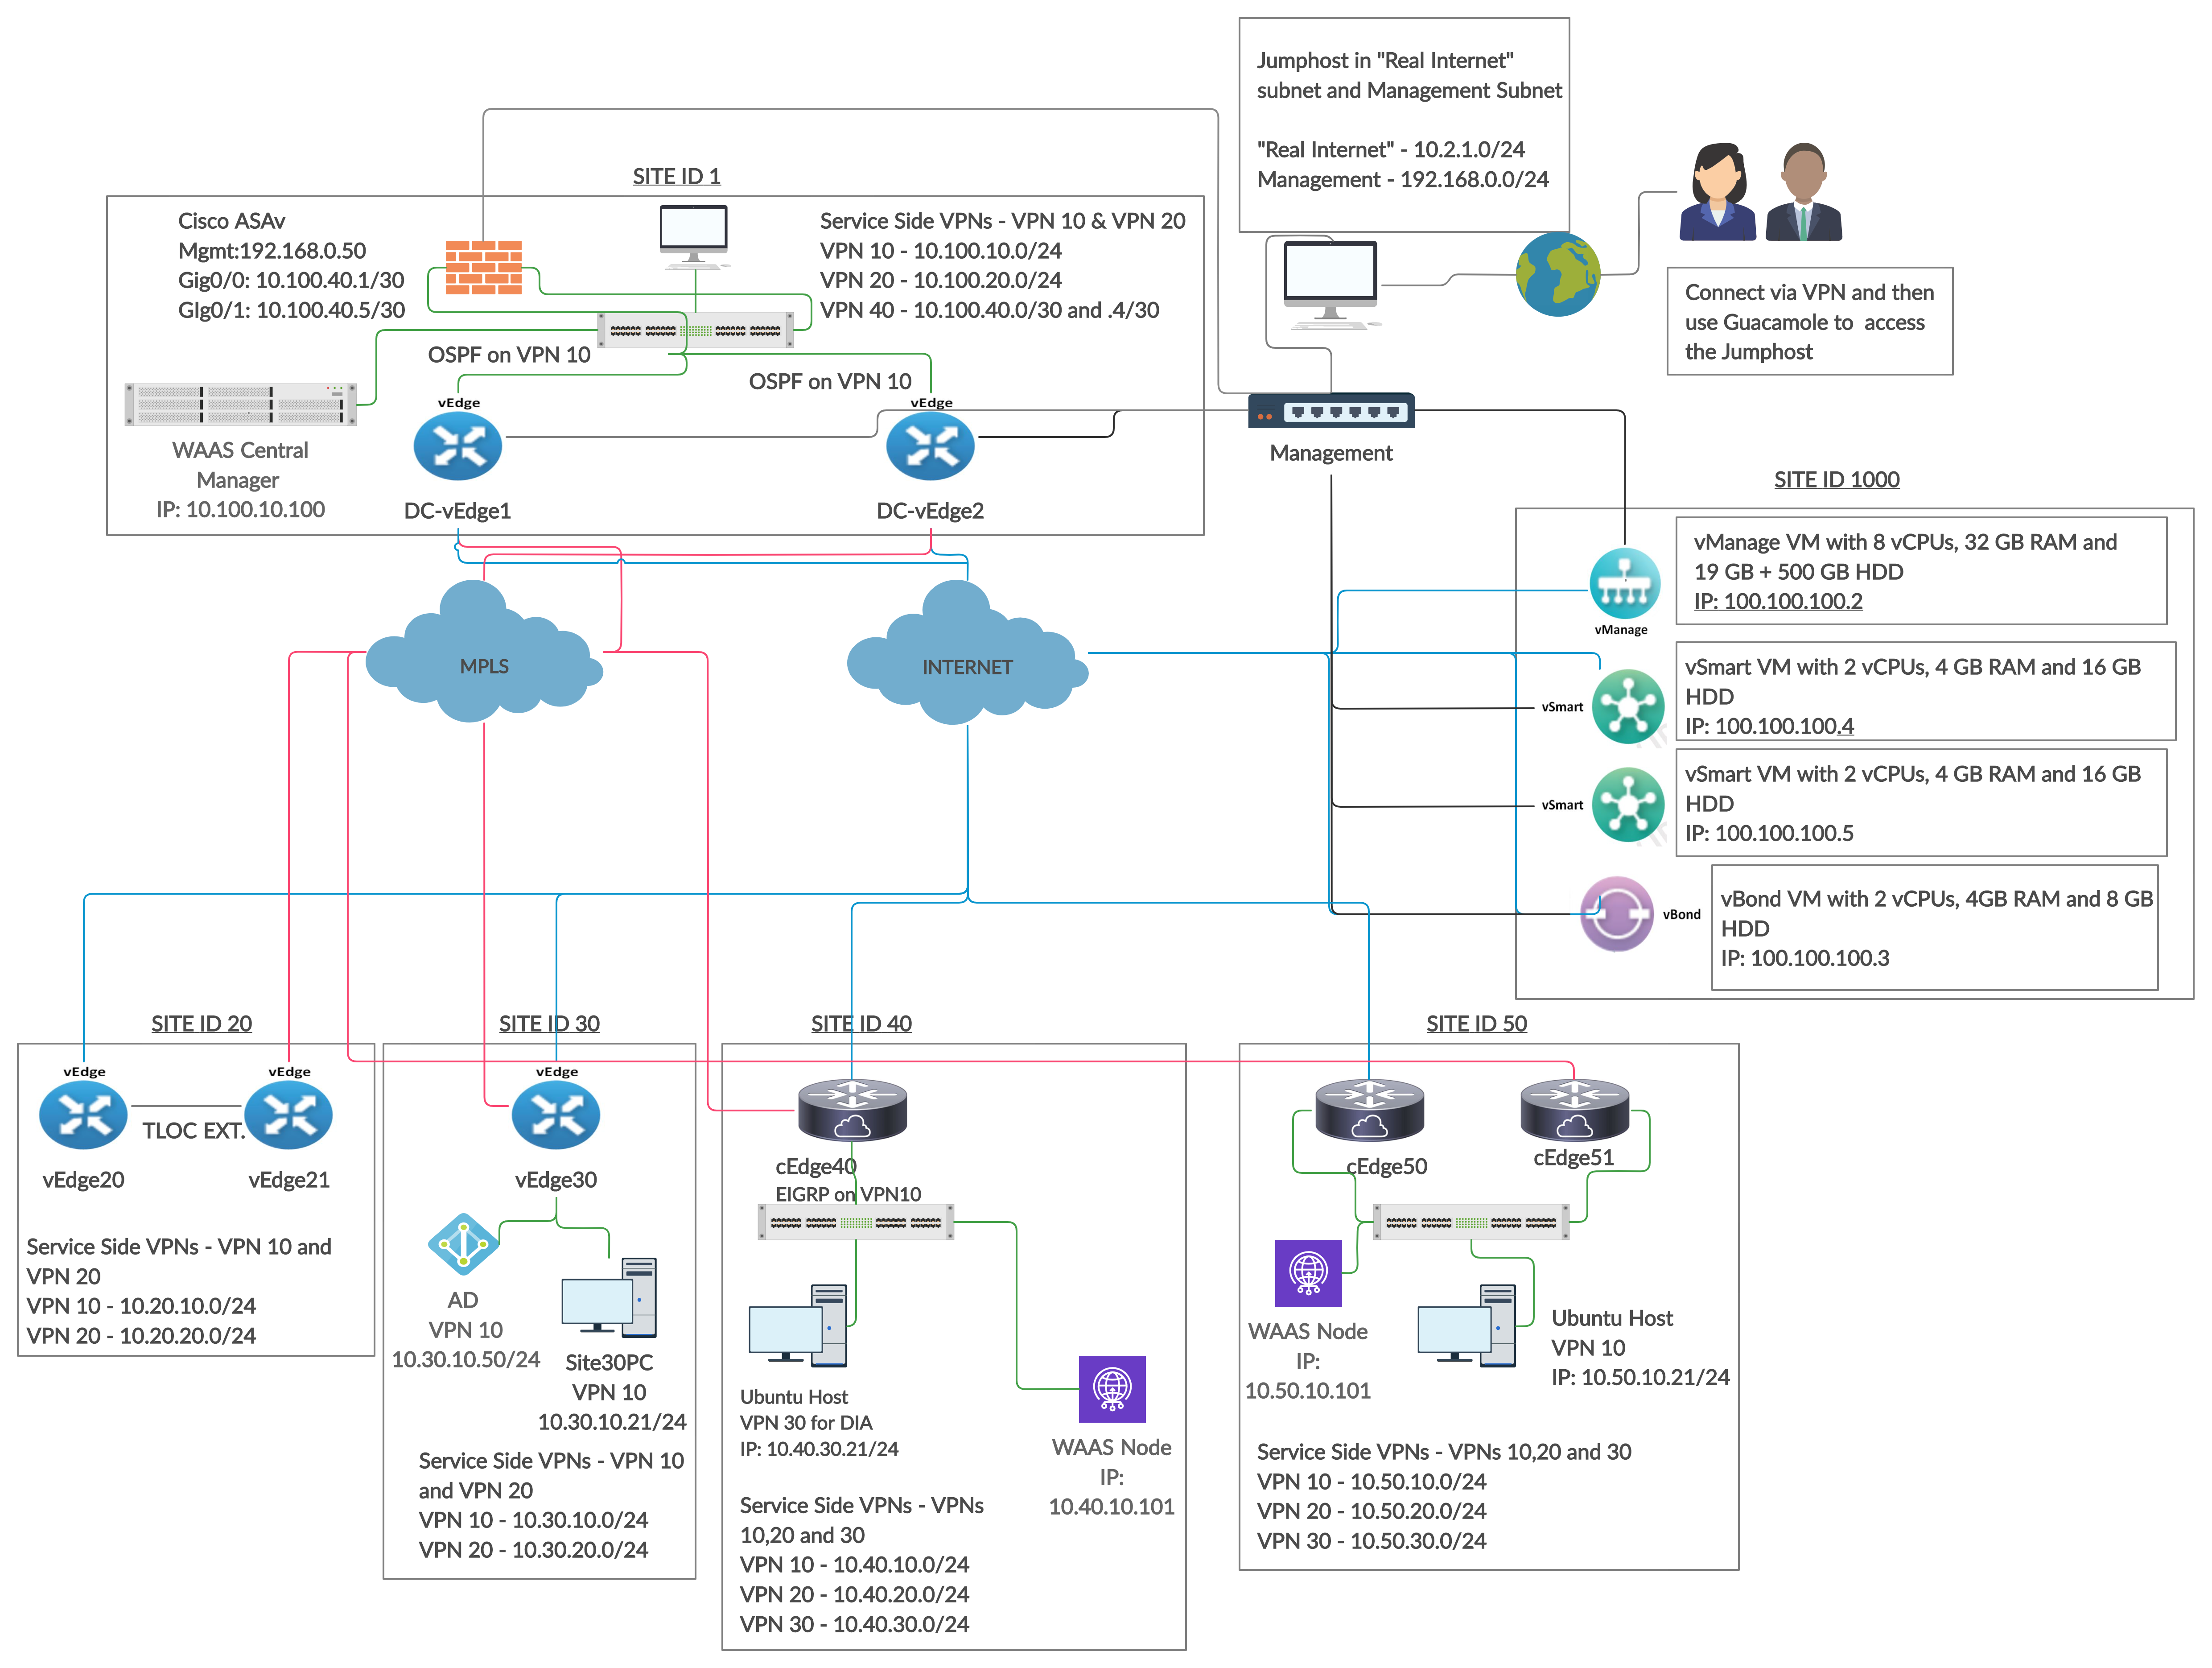 Jumphost in "Real Internet"
subnet and Management Subnet
"Real Internet" - 10.2.1.0/24
Management - 192.168.0.0/24
Connect via VPN and then
use Guacamole to  access
the Jumphost
SITE ID 1
Cisco ASAv
Mgmt:192.168.0.50
Gig0/0: 10.100.40.1/30
GIg0/1: 10.100.40.5/30
Service Side VPNs - VPN 10 & VPN 20
VPN 10 - 10.100.10.0/24
VPN 20 - 10.100.20.0/24
VPN 40 - 10.100.40.0/30 and .4/30
OSPF on VPN 10
OSPF on VPN 10
WAAS Central
Manager
IP: 10.100.10.100
vEdge
DC-vEdge1
vEdge
DC-vEdge2
Management
MPLS
INTERNET
SITE ID 1000
vManage VM with 8 vCPUs, 32 GB RAM and
19 GB + 500 GB HDD
IP: 100.100.100.2
vManage
vSmart
vSmart VM with 2 vCPUs, 4 GB RAM and 16 GB
HDD
IP: 100.100.100.4
vSmart
vSmart VM with 2 vCPUs, 4 GB RAM and 16 GB
HDD
IP: 100.100.100.5
vBond
vBond VM with 2 vCPUs, 4GB RAM and 8 GB
HDD
IP: 100.100.100.3
SITE ID 20
vEdge
vEdge
TLOC EXT.
vEdge20
vEdge21
Service Side VPNs - VPN 10 and
VPN 20
VPN 10 - 10.20.10.0/24
VPN 20 - 10.20.20.0/24
SITE ID 30
vEdge
vEdge30
AD
VPN 10
10.30.10.50/24
Site30PC
VPN 10
10.30.10.21/24
Service Side VPNs - VPN 10
and VPN 20
VPN 10 - 10.30.10.0/24
VPN 20 - 10.30.20.0/24
SITE ID 40
cEdge40
EIGRP on VPN10
Ubuntu Host
VPN 30 for DIA
IP: 10.40.30.21/24
WAAS Node
IP:
10.40.10.101
Service Side VPNs - VPNs
10,20 and 30
VPN 10 - 10.40.10.0/24
VPN 20 - 10.40.20.0/24
VPN 30 - 10.40.30.0/24
SITE ID 50
cEdge50
cEdge51
WAAS Node
IP:
10.50.10.101
Ubuntu Host
VPN 10
IP: 10.50.10.21/24
Service Side VPNs - VPNs 10,20 and 30
VPN 10 - 10.50.10.0/24
VPN 20 - 10.50.20.0/24
VPN 30 - 10.50.30.0/24